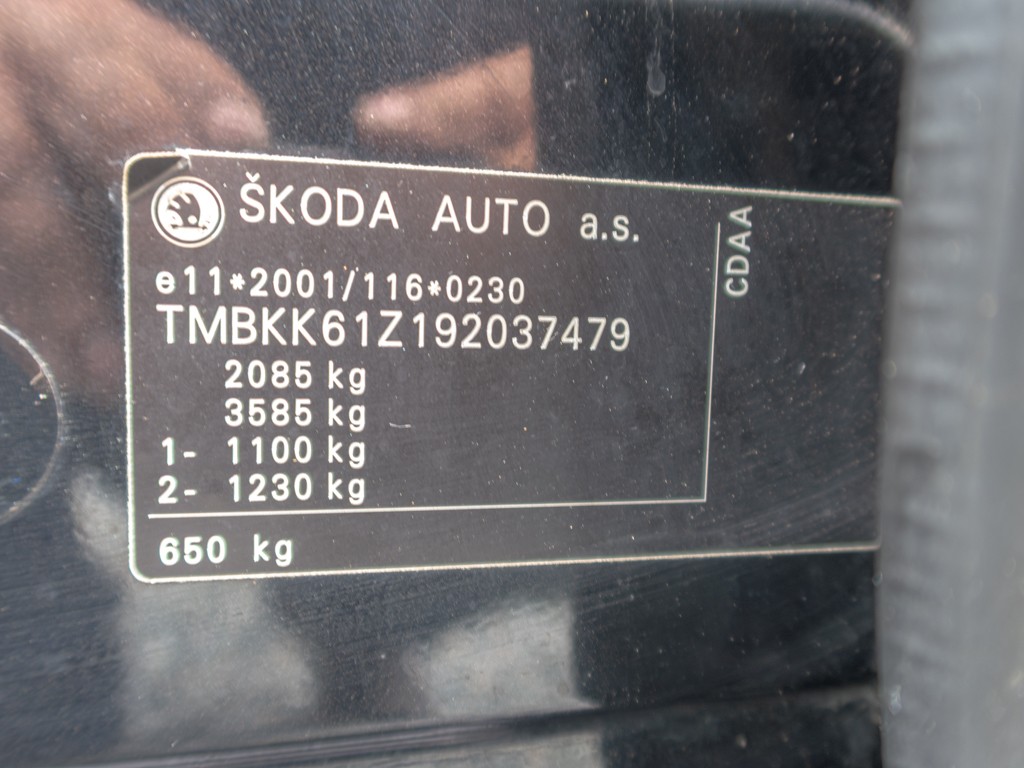 ŠKODA AUTO a.s.
e11*2001/116*0230
TMBKK61Z192037479
2085 kg
3585 kg
1- 1100 kg
2- 1230 kg
650 kg
CDAA